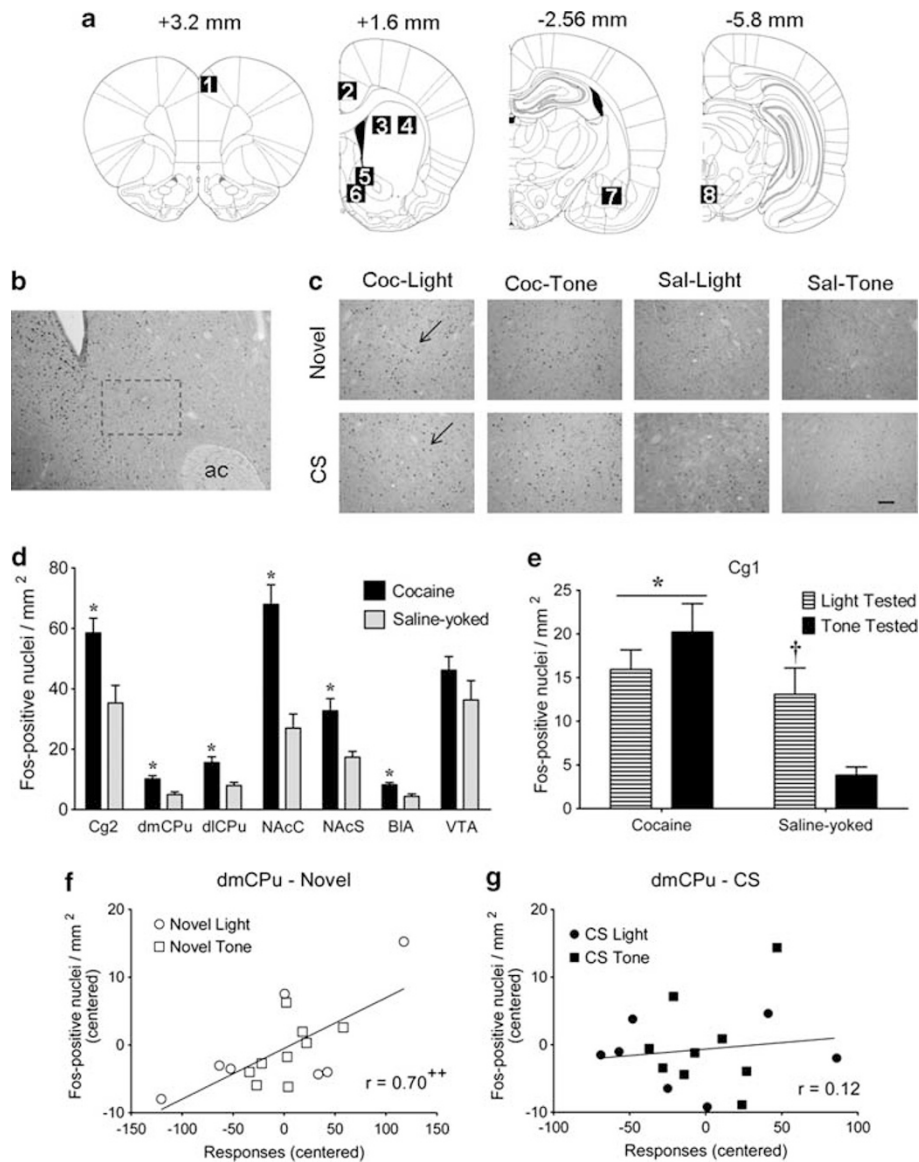 a
+3.2 mm +1.6 mm -2.56 mm -5.8 mm
1
2
3 4
5
6
7
8
b
ac
c
Coc-Light Coc-Tone Sal-Light Sal-Tone
Novel
CS
d
Fos-positive nuclei / mm 2
80
60
40
20
0
* * * * * *
Cocaine
Saline-yoked
Cg2 dmCPu dlCPu NAcC NAcS BlA VTA
e
Cg1
Fos-positive nuclei / mm 2
25
20
15
10
5
0
*
†
Light Tested
Tone Tested
Cocaine Saline-yoked
f
dmCPu - Novel
Fos-positive nuclei / mm 2
(centered)
20
10
0
-10
Novel Light
Novel Tone
r = 0.70++
-150 -100 -50 0 50 100 150
Responses (centered)
g
dmCPu - CS
Fos-positive nuclei / mm 2
(centered)
20
10
0
-10
CS Light
CS Tone
r = 0.12
-100 -50 0 50 100
Responses (centered)